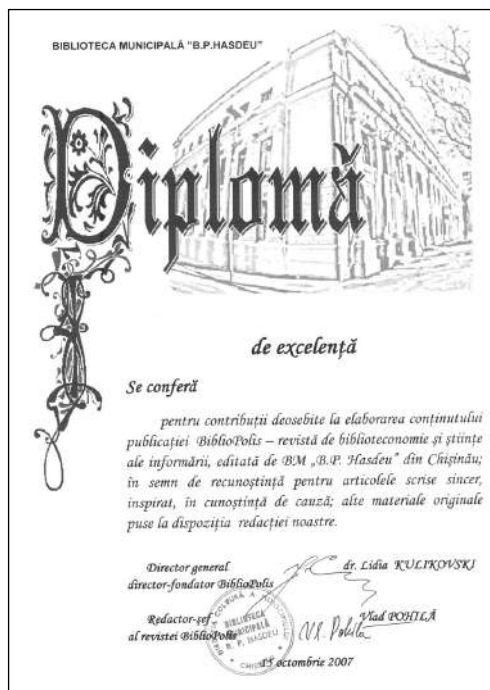 BIBLIOTECA MUNICIPALĂ "B.P.HASDEU"
Diplomă
de excelență
Se conferă
pentru contribuții deosebite la elaborarea conținutului
publicației BiblioPolis – revistă de biblioteconomie și științe
ale informării, editată de BM „B.P. Hasdeu” din Chișinău;
în semn de recunoștință pentru articolele scrise sincer,
inspirat, în cunoștință de cauză; alte materiale originale
puse la dispoziția redacției noastre.
Director general
director-fondator BiblioPolis
dr. Lidia KULIKOVSKI
Redactor-șef
al revistei BiblioPolis
Vlad POHILĂ
BIBLIOTECA
MUNICIPALĂ
B. P. HASDEU
15 octombrie 2007